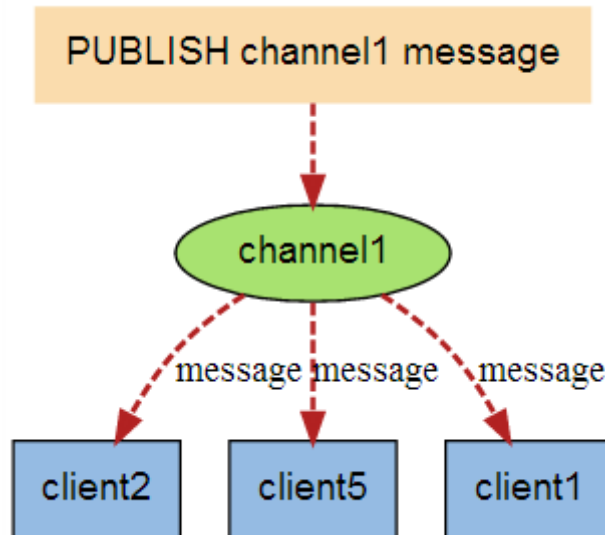 PUBLISH channel1 message
channel1
message message message
client2 client5 client1